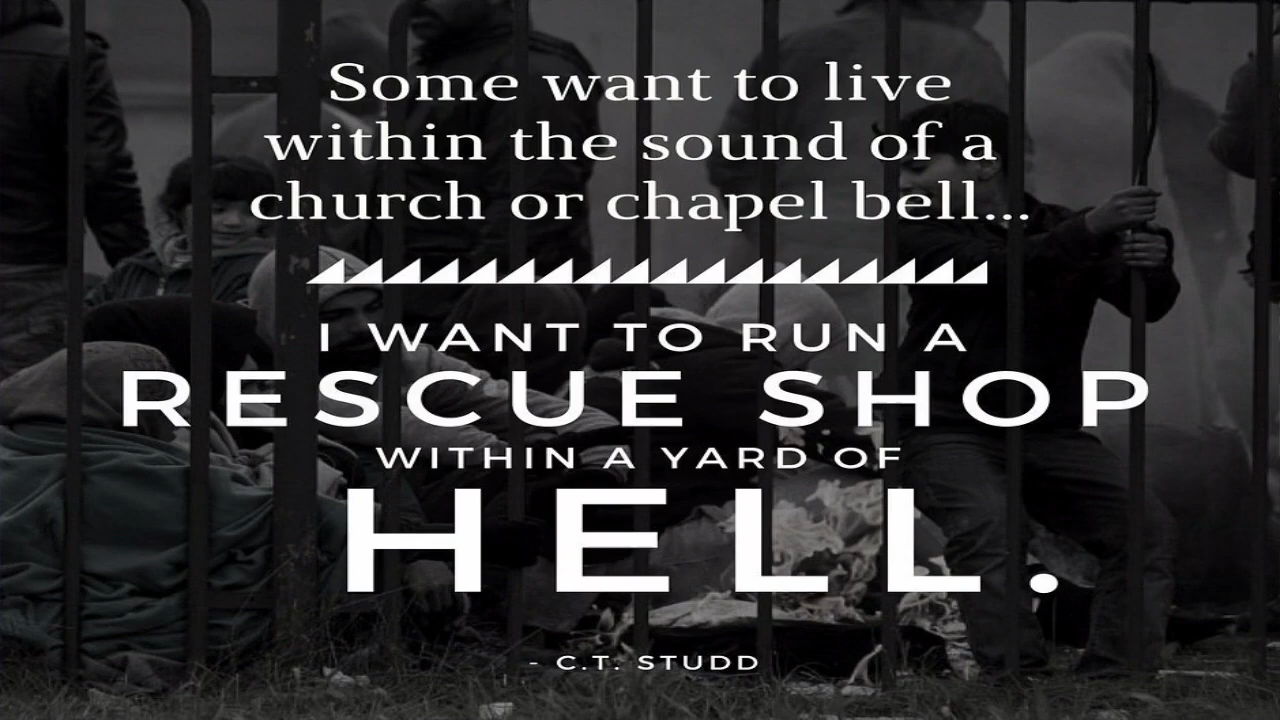 Some want to live
within the sound of a
church or chapel bell...
I WANT TO RUN A
RESCUE SHOP
WITHIN A YARD OF
HELL.
- C.T. STUDD